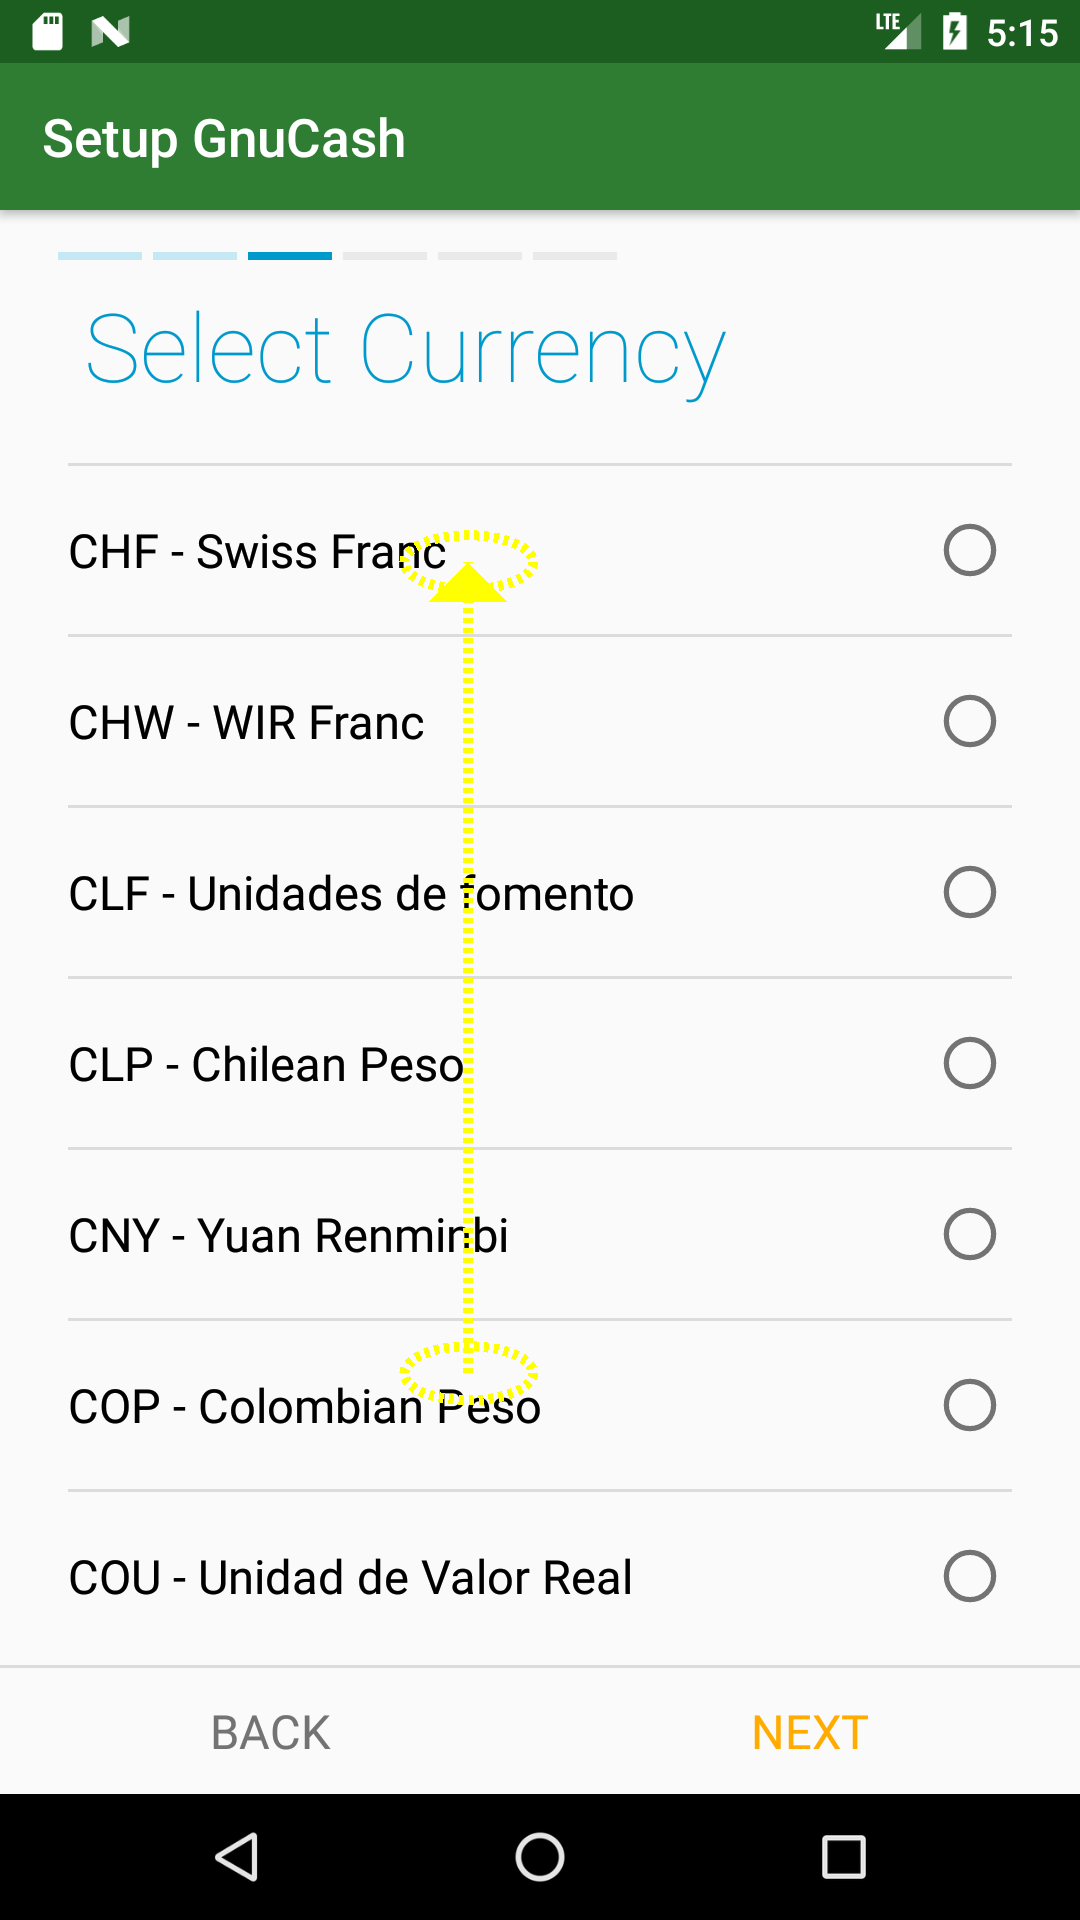 LTE 5:15
Setup GnuCash
Select Currency
CHF - Swiss Franc
CHW - WIR Franc
CLF - Unidades de fomento
CLP - Chilean Peso
CNY - Yuan Renminbi
COP - Colombian Peso
COU - Unidad de Valor Real
BACK NEXT